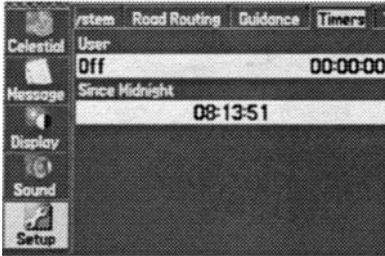 ystem Road Routing Guidance Timers
Celestial
User
Off 00:00:00
Message
Since Midnight
08:13:51
Display
Sound
Setup